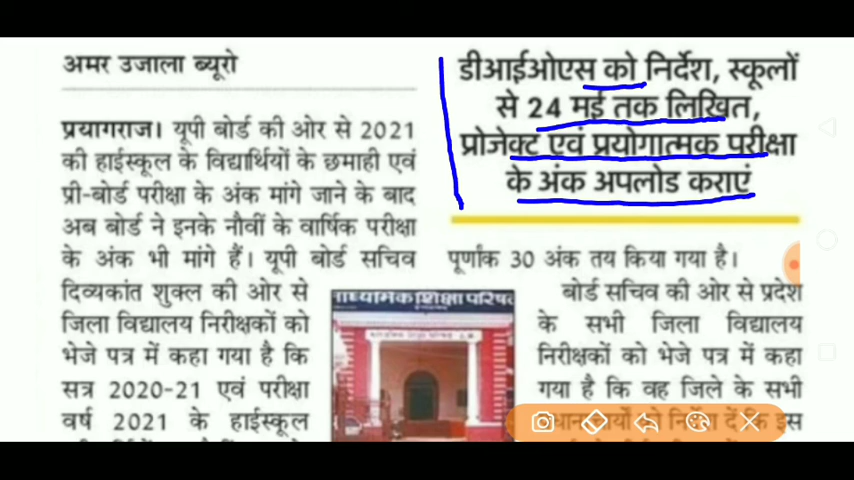 अमर उजाला ब्यूरो
प्रयागराज। यूपी बोर्ड की ओर से 2021
की हाईस्कूल के विद्यार्थियों के छमाही एवं
प्री-बोर्ड परीक्षा के अंक मांगे जाने के बाद
अब बोर्ड ने इनके नौवीं के वार्षिक परीक्षा
के अंक भी मांगे हैं। यूपी बोर्ड सचिव
दिव्यकांत शुक्ल की ओर से
जिला विद्यालय निरीक्षकों को
भेजे पत्र में कहा गया है कि
सत्र 2020-21 एवं परीक्षा
वर्ष 2021 के हाईस्कूल
डीआईओएस को निर्देश, स्कूलों
से 24 मई तक लिखित,
प्रोजेक्ट एवं प्रयोगात्मक परीक्षा
के अंक अपलोड कराएं
पूर्णांक 30 अंक तय किया गया है।
माध्यमिक शिक्षा परिषद
बोर्ड सचिव की ओर से प्रदेश
के सभी जिला विद्यालय
निरीक्षकों को भेजे पत्र में कहा
गया है कि वह जिले के सभी
को निर्देश दें कि इस